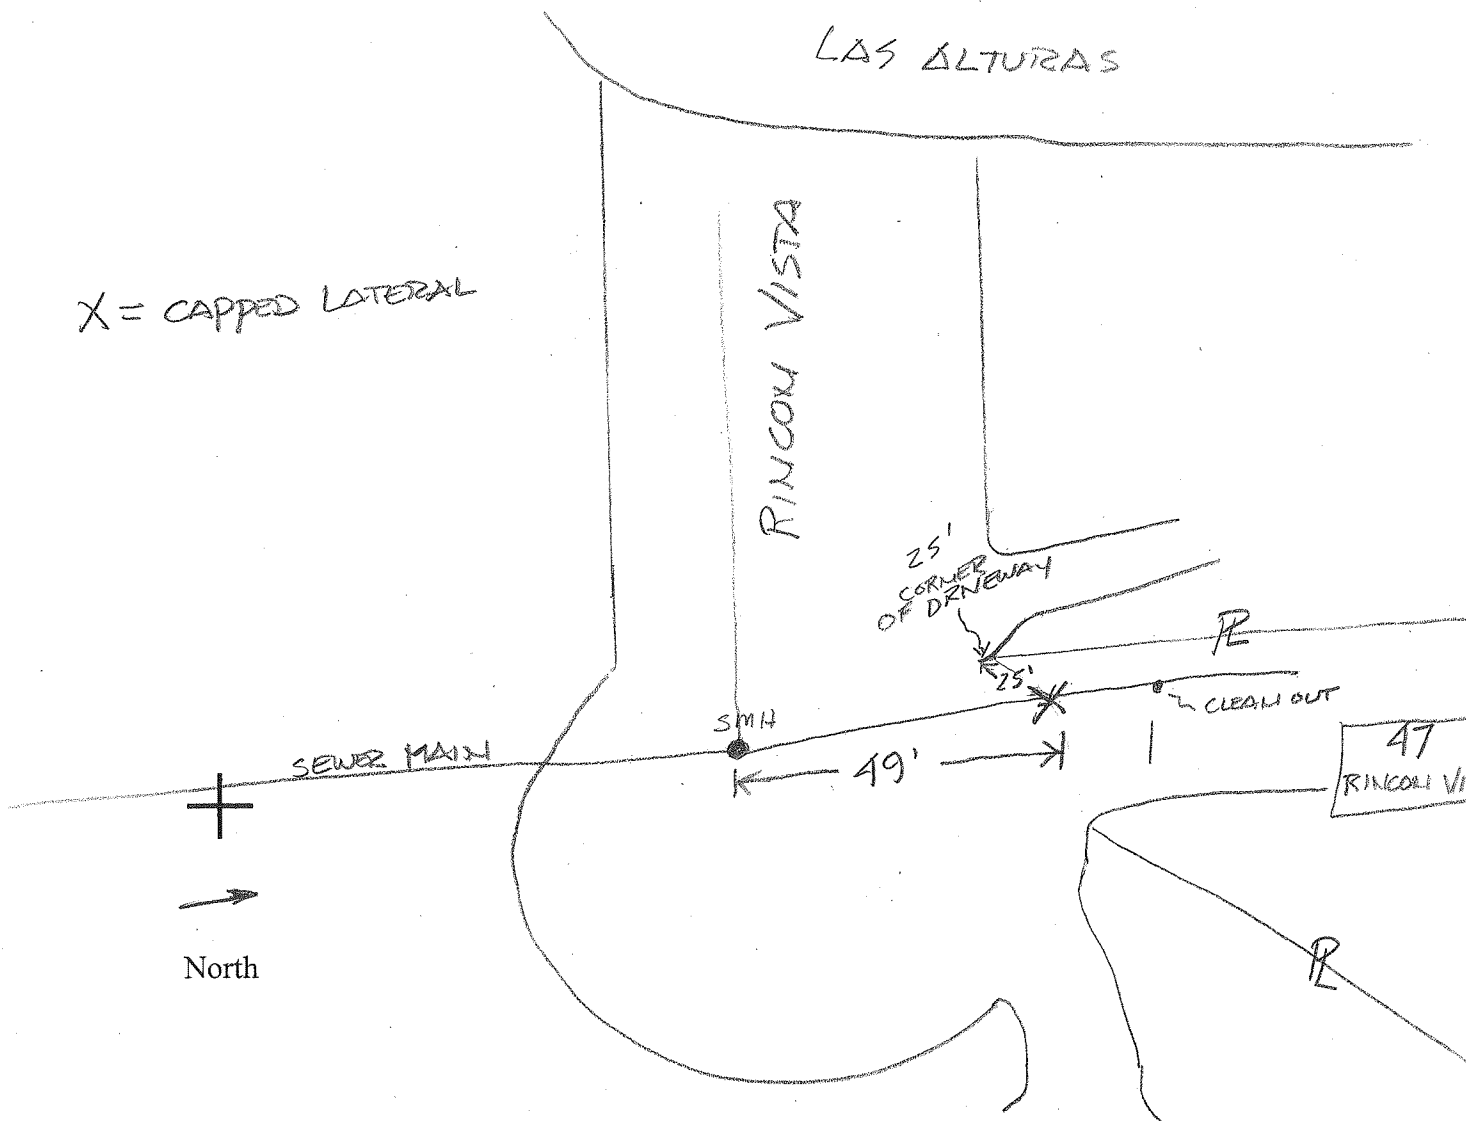 LAS ALTURAS
RINCON VISTA
X = CAPPED LATERAL
25'
CORNER
OF DRIVEWAY
PL
25'
CLEAN OUT
SMH
SEWER MAIN
49'
47
RINCON VI
North
PL